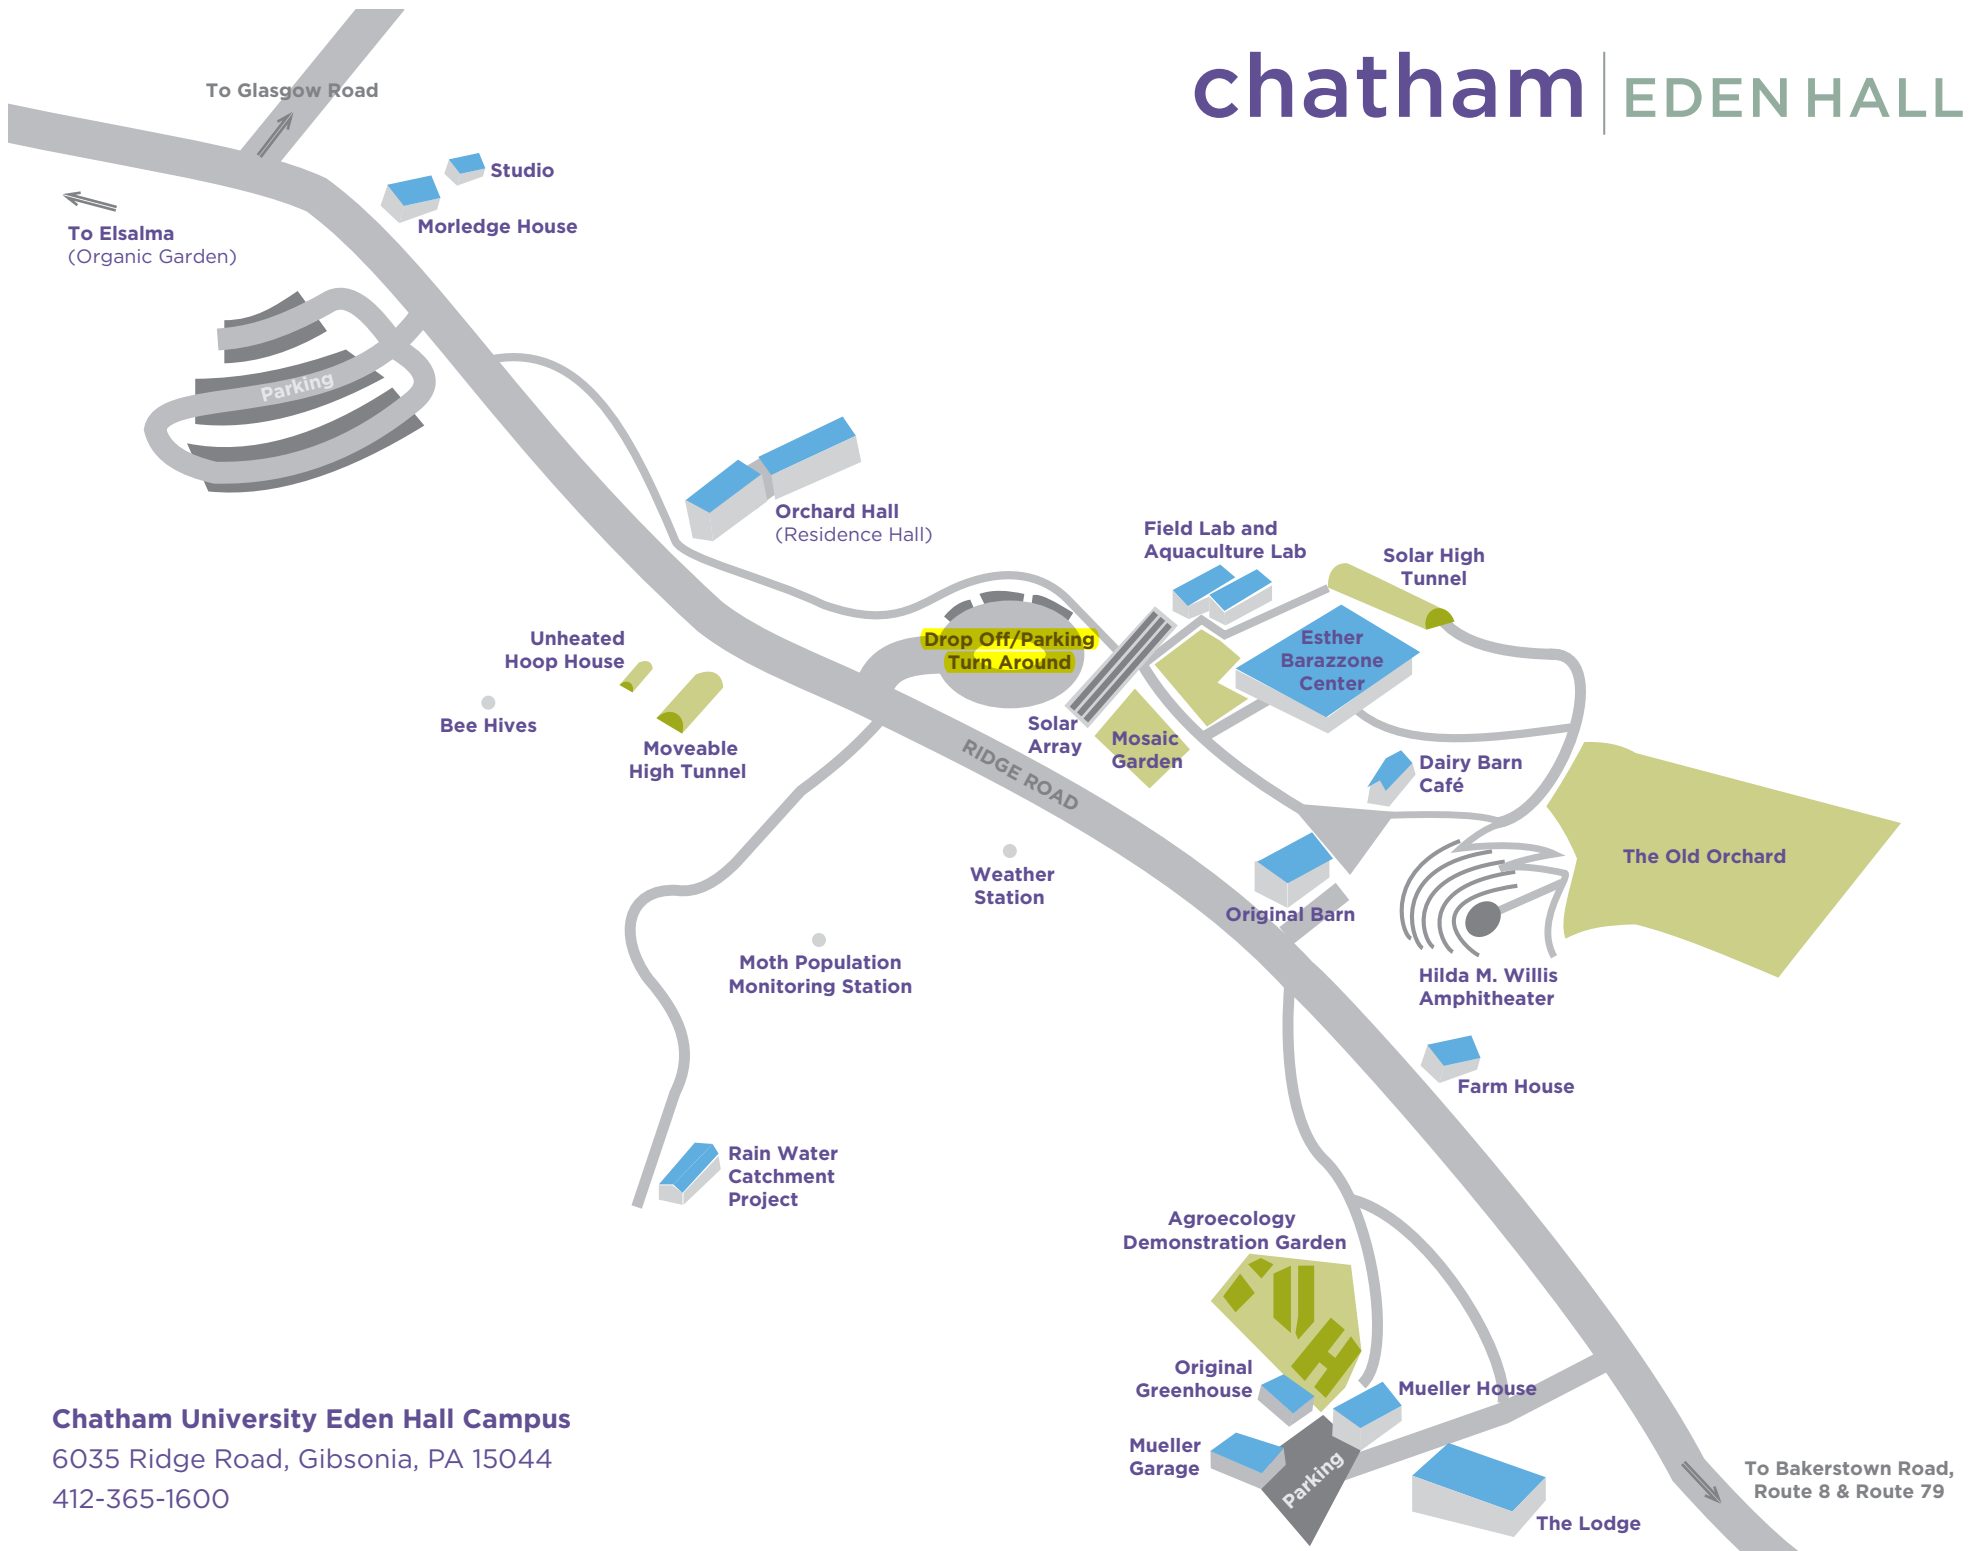 chatham EDEN HALL
To Glasgow Road
Studio
Morledge House
To Elsalma
(Organic Garden)
Parking
Orchard Hall
(Residence Hall)
Field Lab and
Aquaculture Lab
Solar High
Tunnel
Unheated
Hoop House
Drop Off/Parking
Turn Around
Esther
Barazzone
Center
Bee Hives
Moveable
High Tunnel
Solar
Array
Mosaic
Garden
RIDGE ROAD
Dairy Barn
Café
The Old Orchard
Weather
Station
Original Barn
Moth Population
Monitoring Station
Hilda M. Willis
Amphitheater
Farm House
Rain Water
Catchment
Project
Agroecology
Demonstration Garden
Original
Greenhouse
Mueller House
Mueller
Garage
Parking
The Lodge
To Bakerstown Road,
Route 8 & Route 79
Chatham University Eden Hall Campus
6035 Ridge Road, Gibsonia, PA 15044
412-365-1600